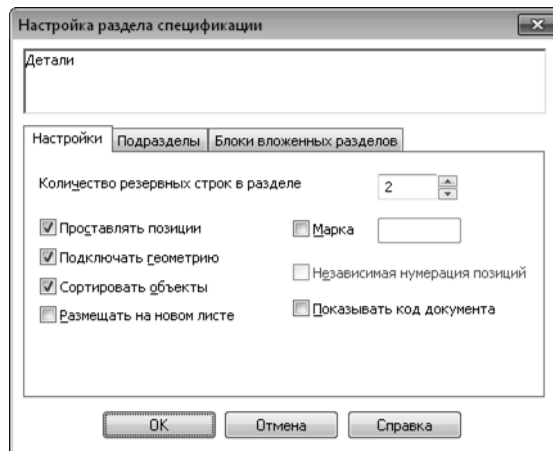 Настройка раздела спецификации
Детали
Настройки Подразделы Блоки вложенных разделов
Количество резервных строк в разделе 2
Проставлять позиции Марка
Подключать геометрию
Независимая нумерация позиций
Сортировать объекты
Показывать код документа
Размещать на новом листе
OK Отмена Справка